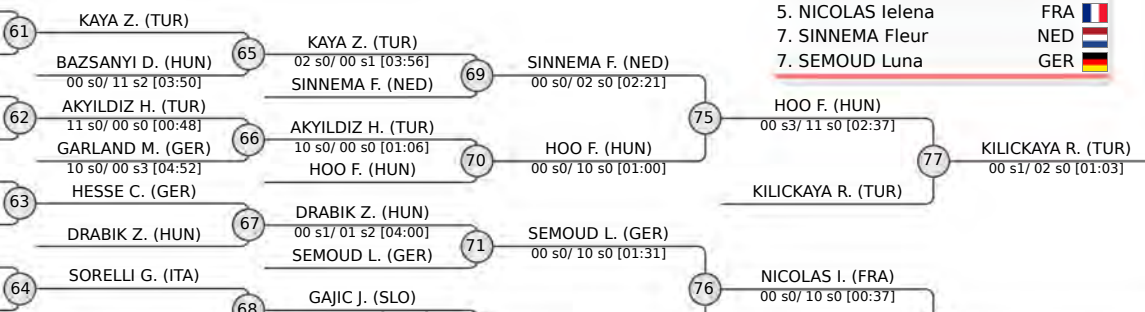 5. NICOLAS Ielena FRA
7. SINNEMA Fleur NED
7. SEMOUD Luna GER
61
KAYA Z. (TUR)
BAZSANYI D. (HUN)
00 s0/ 11 s2 [03:50]
62
AKYILDIZ H. (TUR)
11 s0/ 00 s0 [00:48]
GARLAND M. (GER)
10 s0/ 00 s3 [04:52]
63
HESSE C. (GER)
DRABIK Z. (HUN)
64
SORELLI G. (ITA)
65
KAYA Z. (TUR)
02 s0/ 00 s1 [03:56]
SINNEMA F. (NED)
66
AKYILDIZ H. (TUR)
10 s0/ 00 s0 [01:06]
HOO F. (HUN)
67
DRABIK Z. (HUN)
00 s1/ 01 s2 [04:00]
SEMOUD L. (GER)
68
GAJIC J. (SLO)
69
SINNEMA F. (NED)
00 s0/ 02 s0 [02:21]
70
HOO F. (HUN)
00 s0/ 10 s0 [01:00]
71
SEMOUD L. (GER)
00 s0/ 10 s0 [01:31]
75
HOO F. (HUN)
00 s3/ 11 s0 [02:37]
KILICKAYA R. (TUR)
76
NICOLAS I. (FRA)
00 s0/ 10 s0 [00:37]
77
KILICKAYA R. (TUR)
00 s1/ 02 s0 [01:03]